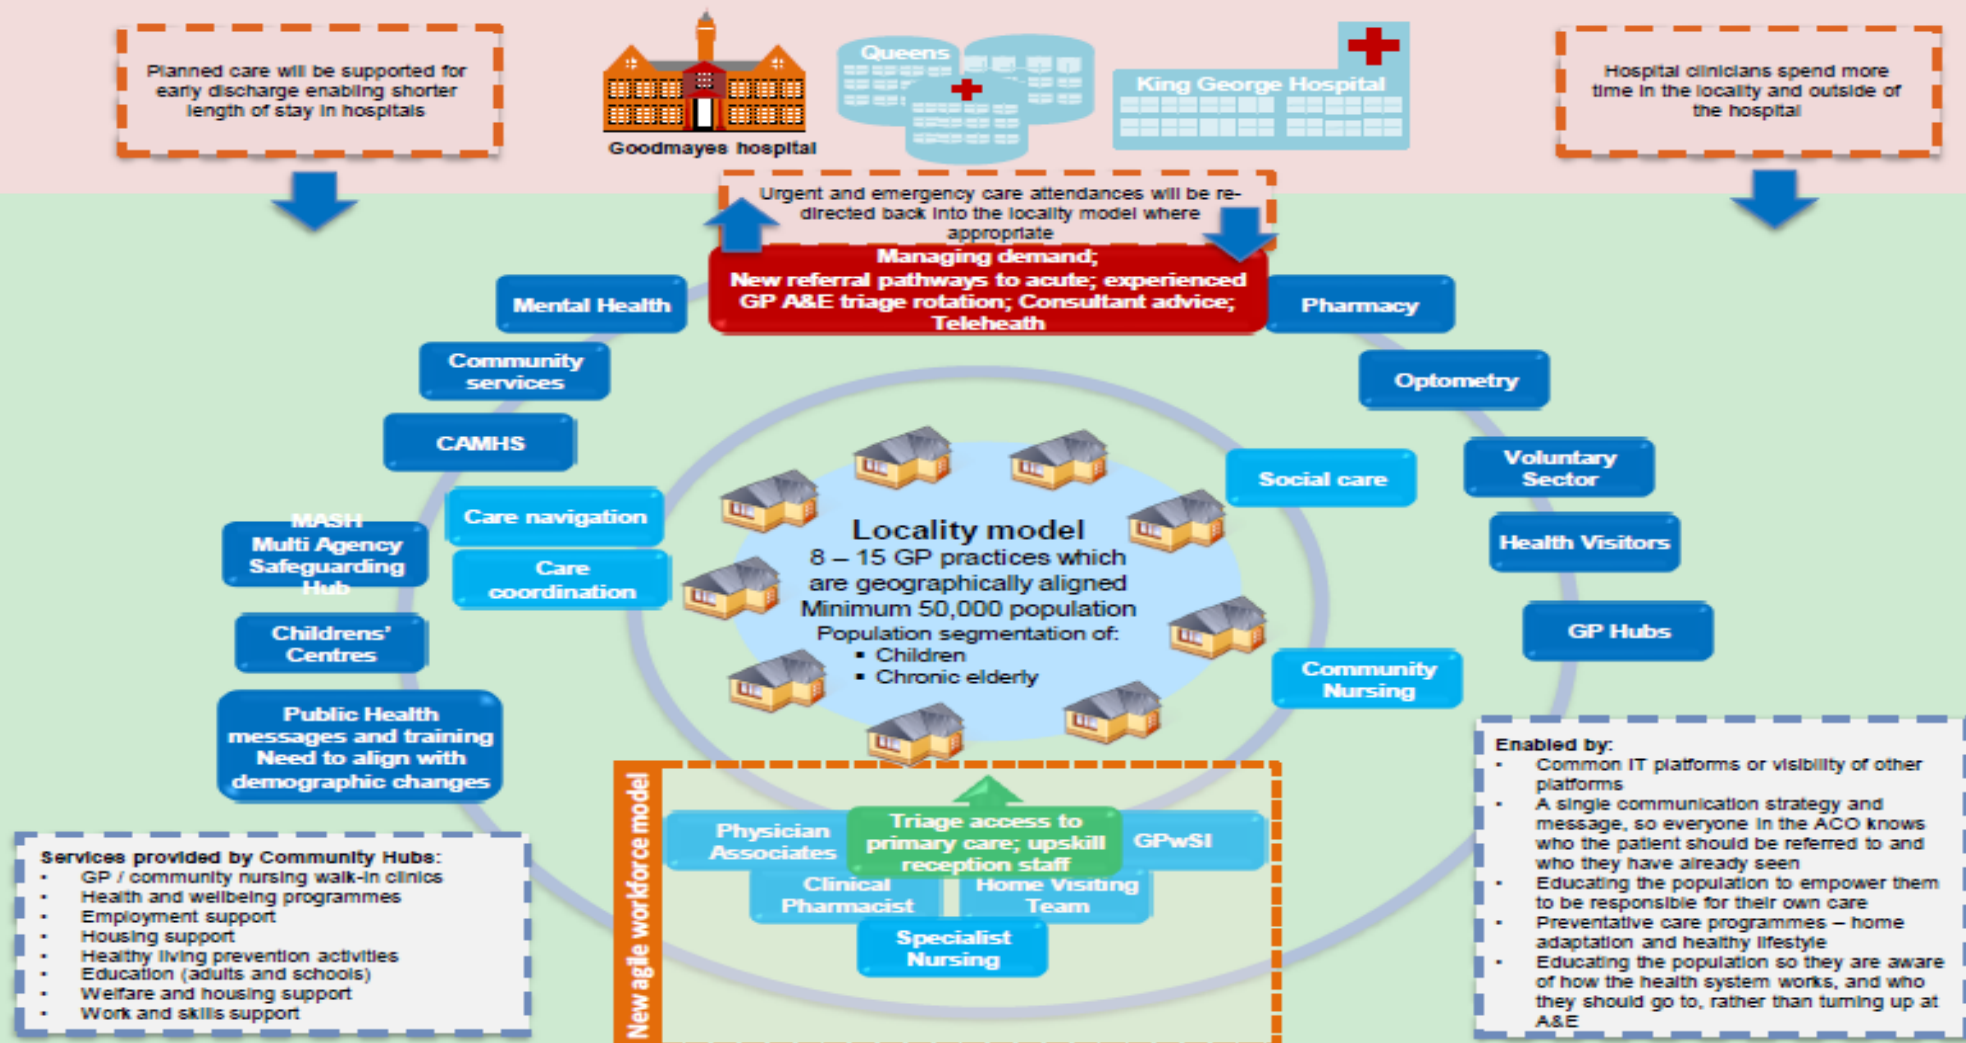 Planned care will be supported for
early discharge enabling shorter
length of stay in hospitals
Goodmayes hospital
Queens
King George Hospital
Hospital clinicians spend more
time in the locality and outside of
the hospital
Urgent and emergency care attendances will be re-
directed back into the locality model where
appropriate
Managing demand;
New referral pathways to acute; experienced
GP A&E triage rotation; Consultant advice;
Teleheath
Mental Health
Community
services
CAMHS
Care navigation
Care
coordination
MASH
Multi Agency
Safeguarding
Hub
Childrens'
Centres
Public Health
messages and training
Need to align with
demographic changes
Pharmacy
Optometry
Social care
Voluntary
Sector
Health Visitors
GP Hubs
Community
Nursing
Locality model
8 – 15 GP practices which
are geographically aligned
Minimum 50,000 population
Population segmentation of:
▪ Children
▪ Chronic elderly
New agile workforce model
Physician
Associates
Triage access to
primary care; upskill
reception staff
GPwSI
Clinical
Pharmacist
Home Visiting
Team
Specialist
Nursing
Services provided by Community Hubs:
• GP / community nursing walk-in clinics
• Health and wellbeing programmes
• Employment support
• Housing support
• Healthy living prevention activities
• Education (adults and schools)
• Welfare and housing support
• Work and skills support
Enabled by:
• Common IT platforms or visibility of other
platforms
• A single communication strategy and
message, so everyone in the ACO knows
who the patient should be referred to and
who they have already seen
• Educating the population to empower them
to be responsible for their own care
• Preventative care programmes – home
adaptation and healthy lifestyle
• Educating the population so they are aware
of how the health system works, and who
they should go to, rather than turning up at
A&E